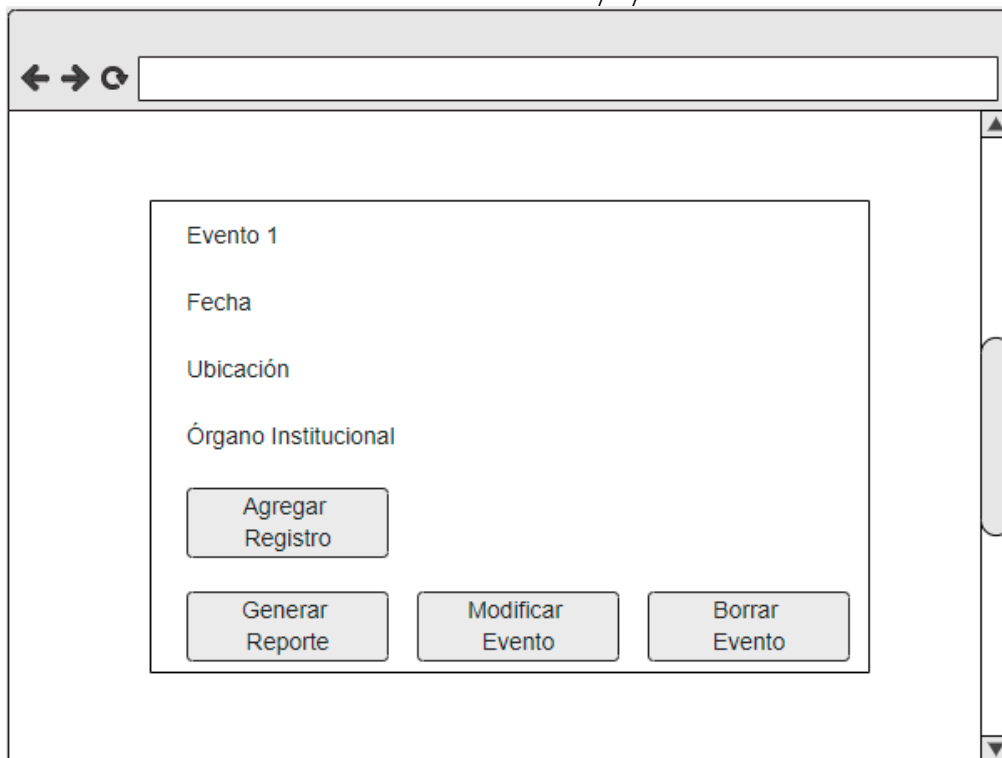 Evento 1
Fecha
Ubicación
Órgano Institucional
Agregar
Registro
Generar
Reporte
Modificar
Evento
Borrar
Evento